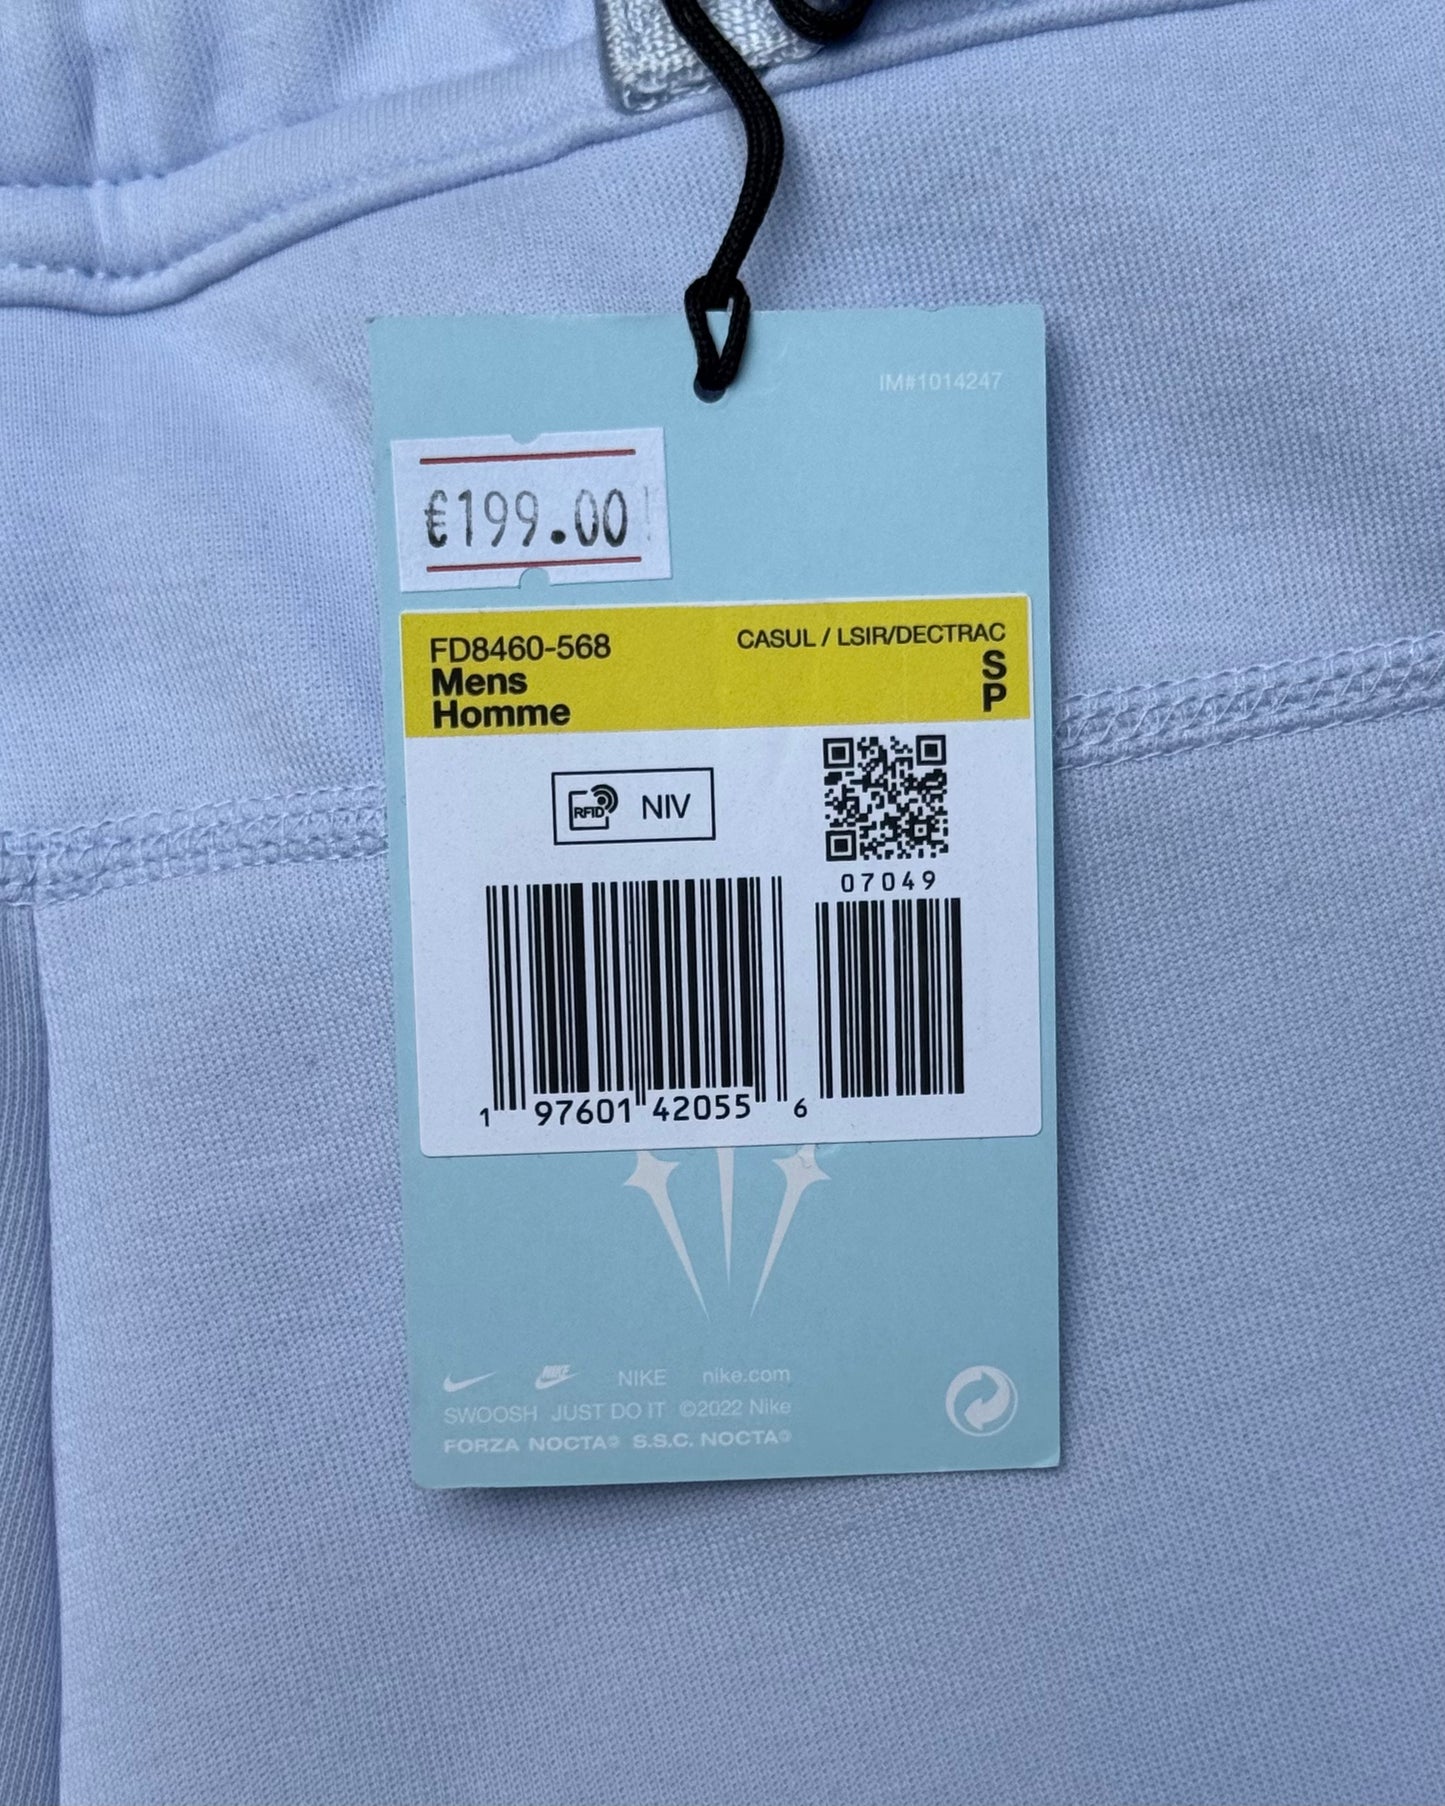 IM#1014247
€199.00
FD8460-568
CASUL / LSIR/DECTRAC
Mens
S
Homme
P
RFID NIV
07049
1 97601 42055 6
NIKE NIKE nike.com
SWOOSH JUST DO IT ©2022 Nike
FORZA NOCTA® S.S.C. NOCTA®